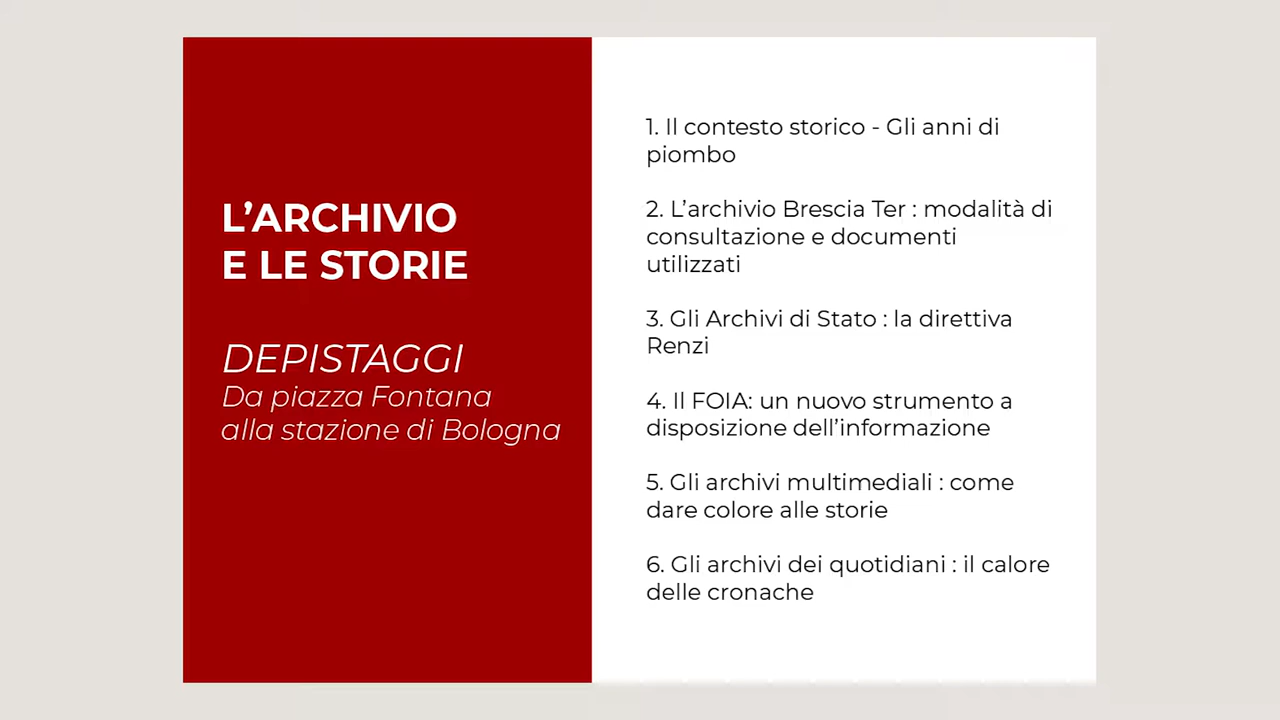 L’ARCHIVIO
E LE STORIE
DEPISTAGGI
Da piazza Fontana
alla stazione di Bologna
1. Il contesto storico - Gli anni di
piombo
2. L’archivio Brescia Ter : modalità di
consultazione e documenti
utilizzati
3. Gli Archivi di Stato : la direttiva
Renzi
4. Il FOIA: un nuovo strumento a
disposizione dell’informazione
5. Gli archivi multimediali : come
dare colore alle storie
6. Gli archivi dei quotidiani : il calore
delle cronache